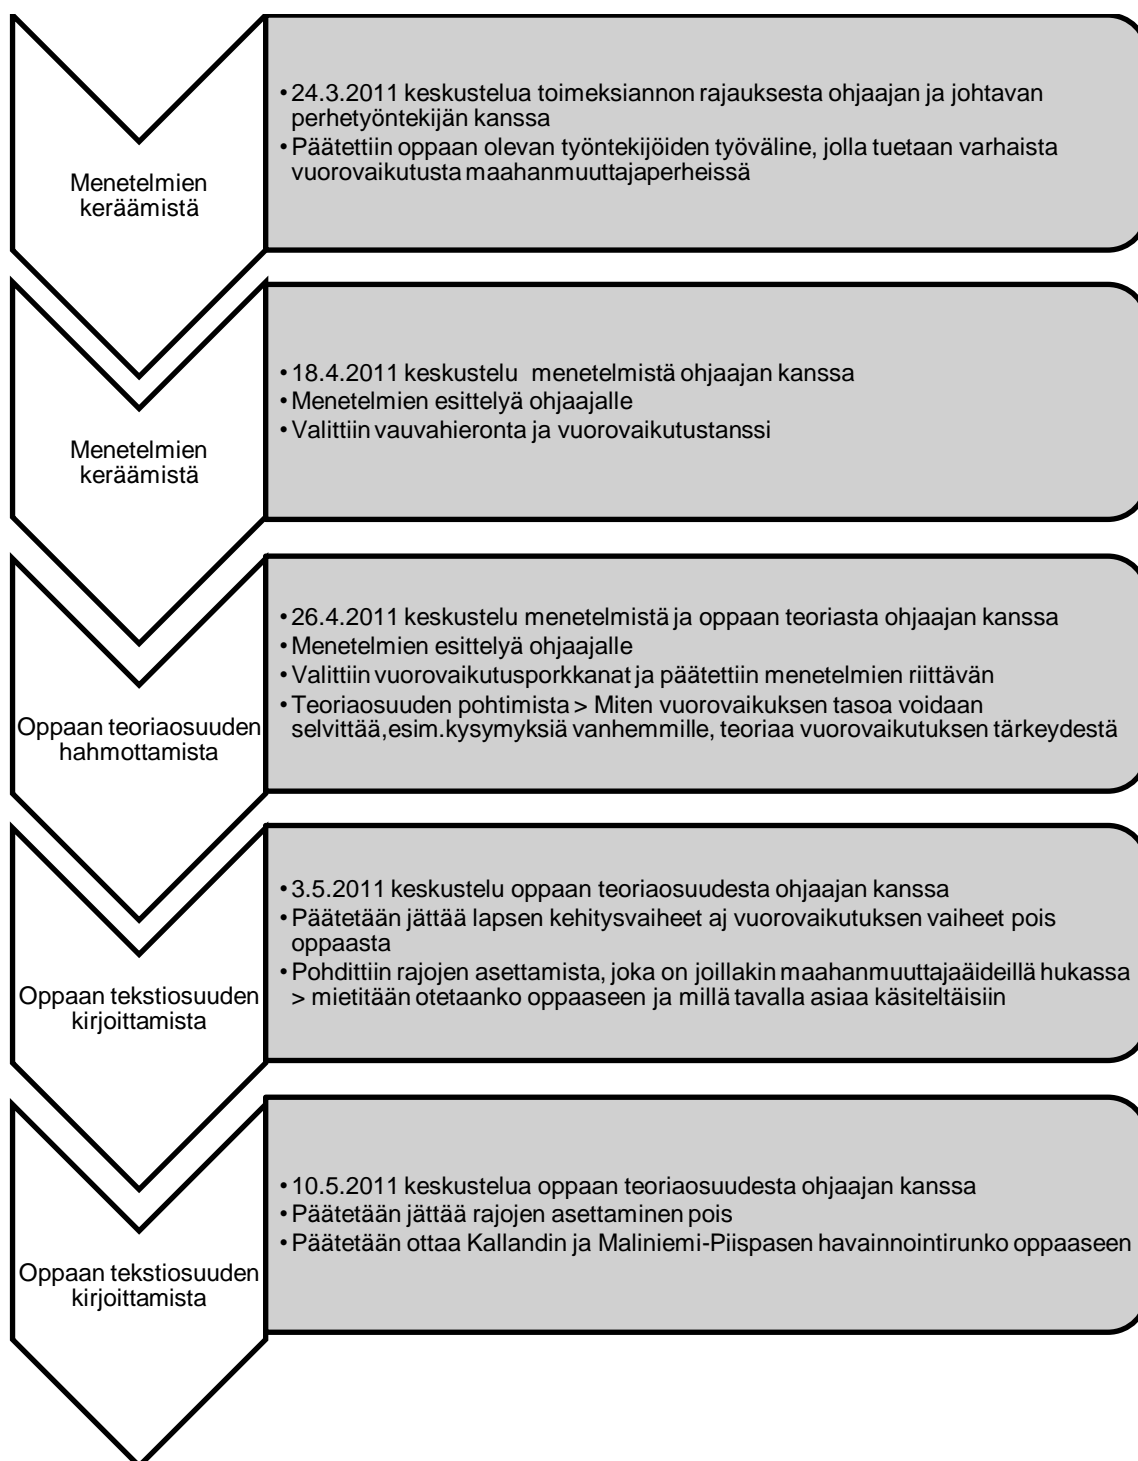 Menetelmien
keräämistä
• 24.3.2011 keskustelua toimeksiannon rajauksesta ohjaajan ja johtavan
perhetyöntekijän kanssa
• Päätettiin oppaan olevan työntekijöiden työväline, jolla tuetaan varhaista
vuorovaikutusta maahanmuuttajaperheissä
Menetelmien
keräämistä
• 18.4.2011 keskustelu menetelmistä ohjaajan kanssa
• Menetelmien esittelyä ohjaajalle
• Valittiin vauvahieronta ja vuorovaikutustanssi
Oppaan teoriaosuuden
hahmottamista
• 26.4.2011 keskustelu menetelmistä ja oppaan teoriasta ohjaajan kanssa
• Menetelmien esittelyä ohjaajalle
• Valittiin vuorovaikutusporkkanat ja päätettiin menetelmien riittävän
• Teoriaosuuden pohtimista > Miten vuorovaikuksen tasoa voidaan
selvittää,esim.kysymyksiä vanhemmille, teoriaa vuorovaikutuksen tärkeydestä
Oppaan tekstiosuuden
kirjoittamista
• 3.5.2011 keskustelu oppaan teoriaosuudesta ohjaajan kanssa
• Päätetään jättää lapsen kehitysvaiheet aj vuorovaikutuksen vaiheet pois
oppaasta
• Pohdittiin rajojen asettamista, joka on joillakin maahanmuuttajaäideillä hukassa
> mietitään otetaanko oppaaseen ja millä tavalla asiaa käsiteltäisiin
Oppaan tekstiosuuden
kirjoittamista
• 10.5.2011 keskustelua oppaan teoriaosuudesta ohjaajan kanssa
• Päätetään jättää rajojen asettaminen pois
• Päätetään ottaa Kallandin ja Maliniemi-Piispasen havainnointirunko oppaaseen